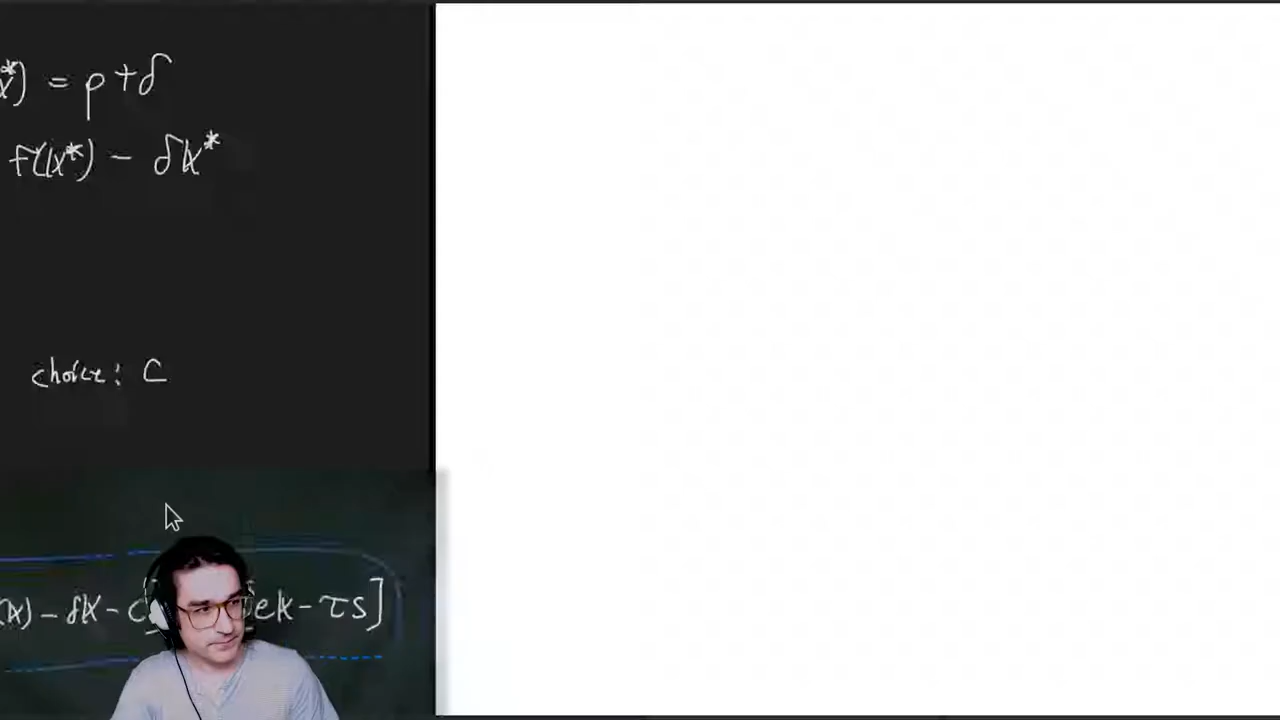 x*) = ρ + δ
f(k*) - δk*
choice: C
(k) - δk - c ek - τs]